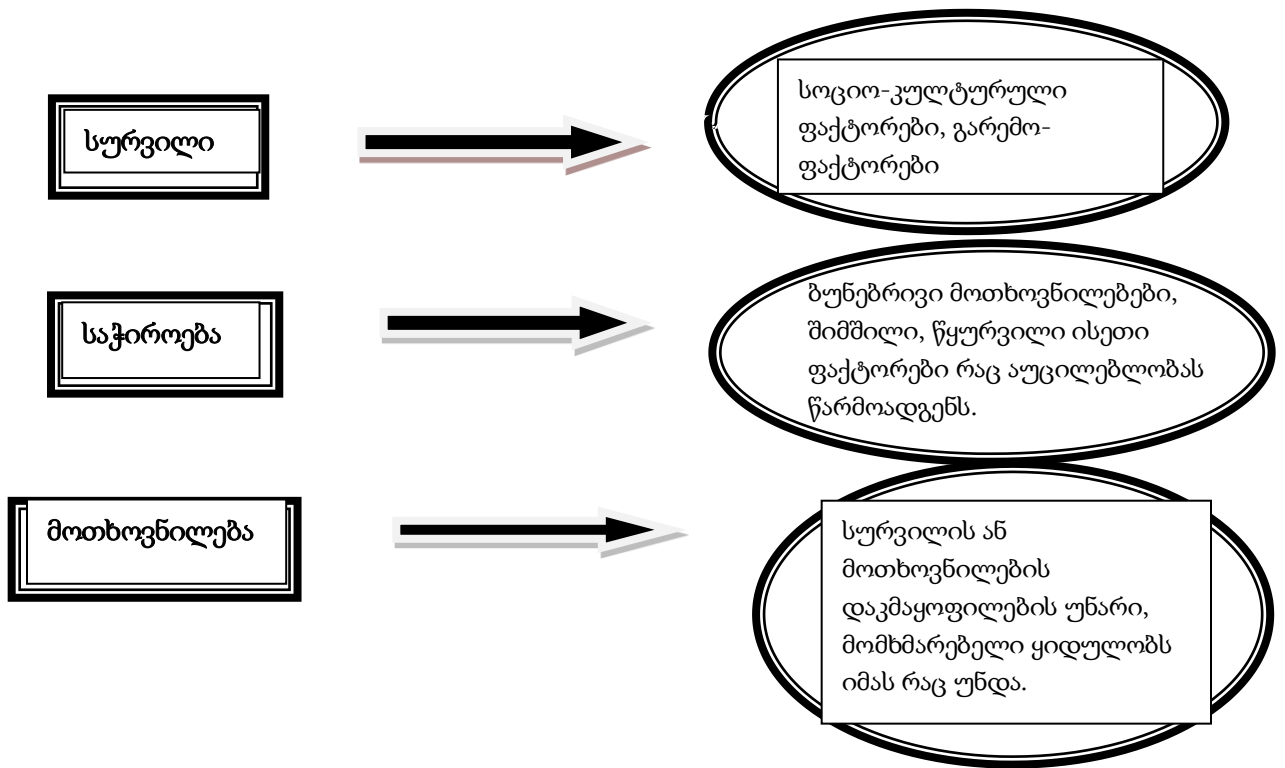 სურვილი
სოციო-კულტურული
ფაქტორები, გარემო-
ფაქტორები
საჭიროება
ბუნებრივი მოთხოვნილებები,
შიმშილი, წყურვილი ისეთი
ფაქტორები რაც აუცილებლობას
წარმოადგენს.
მოთხოვნილება
სურვილის ან
მოთხოვნილების
დაკმაყოფილების უნარი,
მომხმარებელი ყიდულობს
იმას რაც უნდა.